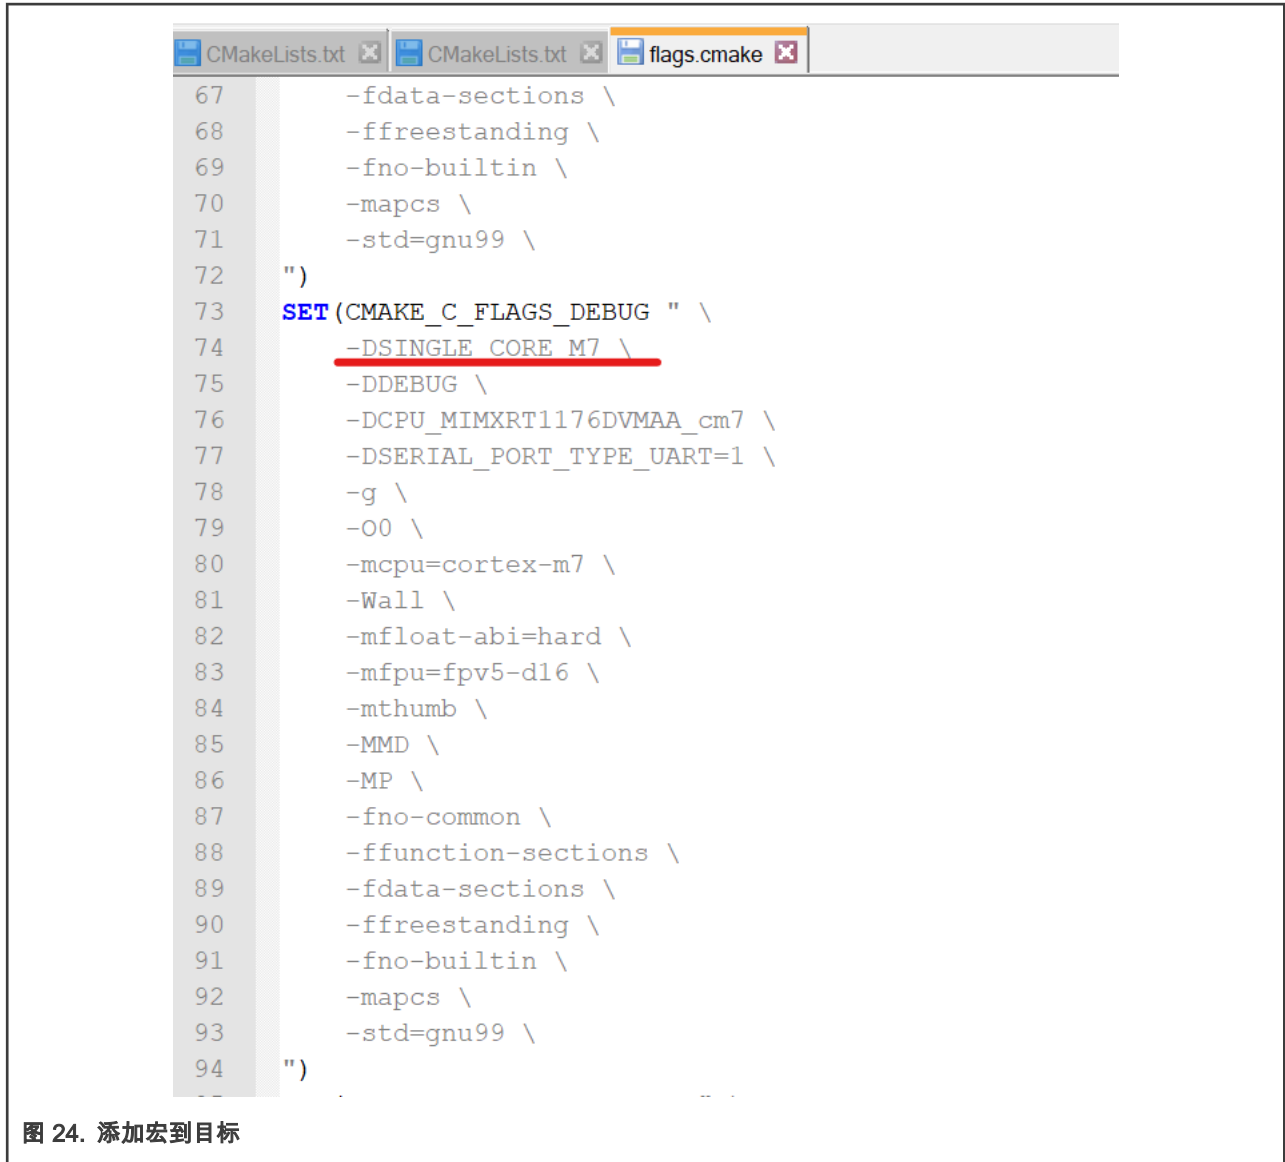 CMakeLists.txt CMakeLists.txt flags.cmake
67 -fdata-sections \
68 -ffreestanding \
69 -fno-builtin \
70 -mapcs \
71 -std=gnu99 \
72 ")
73 SET(CMAKE_C_FLAGS_DEBUG " \
74 -DSINGLE_CORE_M7 \
75 -DDEBUG \
76 -DCPU_MIMXRT1176DVMAA_cm7 \
77 -DSERIAL_PORT_TYPE_UART=1 \
78 -g \
79 -O0 \
80 -mcpu=cortex-m7 \
81 -Wall \
82 -mfloat-abi=hard \
83 -mfpu=fpv5-d16 \
84 -mthumb \
85 -MMD \
86 -MP \
87 -fno-common \
88 -ffunction-sections \
89 -fdata-sections \
90 -ffreestanding \
91 -fno-builtin \
92 -mapcs \
93 -std=gnu99 \
94 ")
图 24. 添加宏到目标